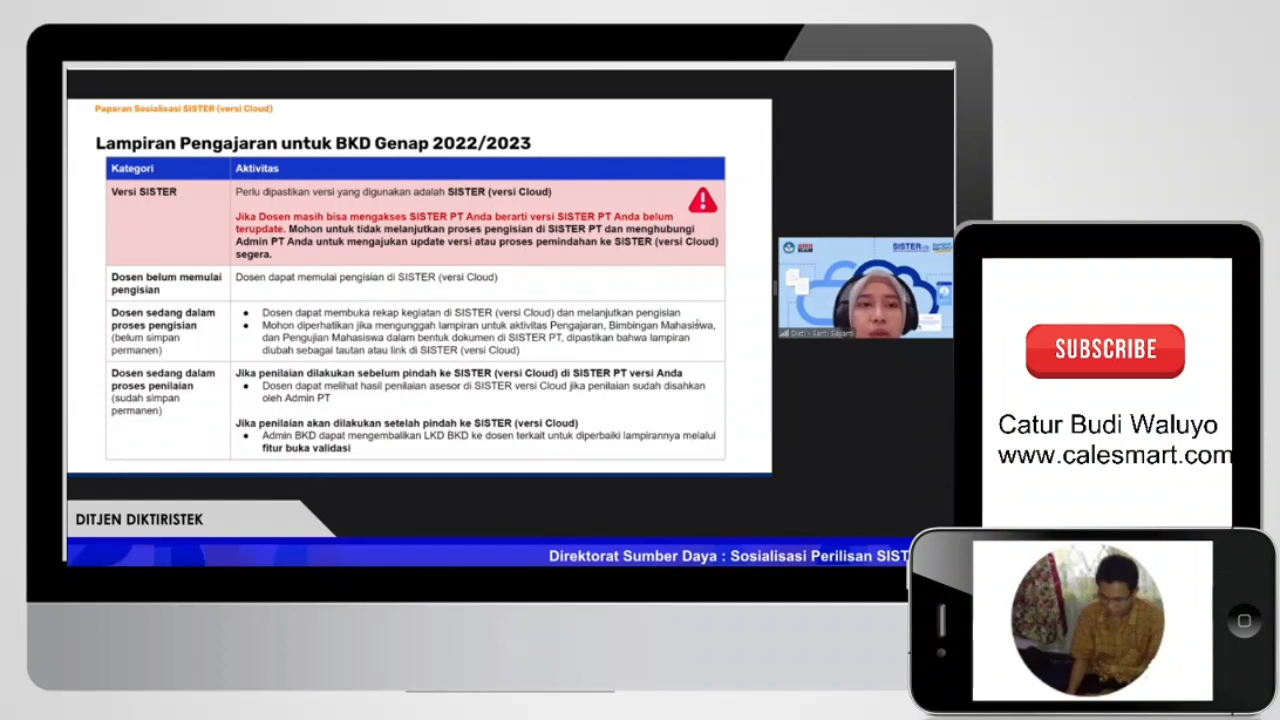 Paparan Sosialisasi SISTER (versi Cloud)
Lampiran Pengajaran untuk BKD Genap 2022/2023
Kategori
Aktivitas
Versi SISTER
Perlu dipastikan versi yang digunakan adalah SISTER (versi Cloud)
Jika Dosen masih bisa mengakses SISTER PT Anda berarti versi SISTER PT Anda belum
terupdate. Mohon untuk tidak melanjutkan proses pengisian di SISTER PT dan menghubungi
Admin PT Anda untuk mengajukan update versi atau proses pemindahan ke SISTER (versi Cloud)
segera.
Dosen belum memulai
pengisian
Dosen dapat memulai pengisian di SISTER (versi Cloud)
Dosen sedang dalam
proses pengisian
(belum simpan
permanen)
● Dosen dapat membuka rekap kegiatan di SISTER (versi Cloud) dan melanjutkan pengisian
● Mohon diperhatikan jika mengunggah lampiran untuk aktivitas Pengajaran, Bimbingan Mahasiswa,
dan Pengujian Mahasiswa dalam bentuk dokumen di SISTER PT, dipastikan bahwa lampiran
diubah sebagai tautan atau link di SISTER (versi Cloud)
Dosen sedang dalam
proses penilaian
(sudah simpan
permanen)
Jika penilaian dilakukan sebelum pindah ke SISTER (versi Cloud) di SISTER PT versi Anda
● Dosen dapat melihat hasil penilaian asesor di SISTER versi Cloud jika penilaian sudah disahkan
oleh Admin PT
Jika penilaian akan dilakukan setelah pindah ke SISTER (versi Cloud)
● Admin BKD dapat mengembalikan LKD BKD ke dosen terkait untuk diperbaiki lampirannya melalui
fitur buka validasi
SISTER
DITJEN DIKTIRISTEK
Direktorat Sumber Daya : Sosialisasi Perilisan SIST
SUBSCRIBE
Catur Budi Waluyo
www.calesmart.com